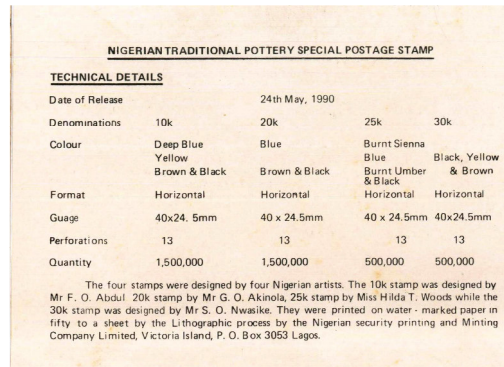 NIGERIAN TRADITIONAL POTTERY SPECIAL POSTAGE STAMP
TECHNICAL DETAILS
Date of Release 24th May, 1990
Denominations 10k 20k 25k 30k
Colour Deep Blue Blue Burnt Sienna
Yellow Blue Black, Yellow
Brown & Black Brown & Black Burnt Umber & Brown
& Black
Format Horizontal Horizontal Horizontal Horizontal
Guage 40x24. 5mm 40 x 24.5mm 40 x 24.5mm 40x24.5mm
Perforations 13 13 13 13
Quantity 1,500,000 1,500,000 500,000 500,000
The four stamps were designed by four Nigerian artists. The 10k stamp was designed by
Mr F. O. Abdul 20k stamp by Mr G. O. Akinola, 25k stamp by Miss Hilda T. Woods while the
30k stamp was designed by Mr S. O. Nwasike. They were printed on water - marked paper in
fifty to a sheet by the Lithographic process by the Nigerian security printing and Minting
Company Limited, Victoria Island, P. O. Box 3053 Lagos.